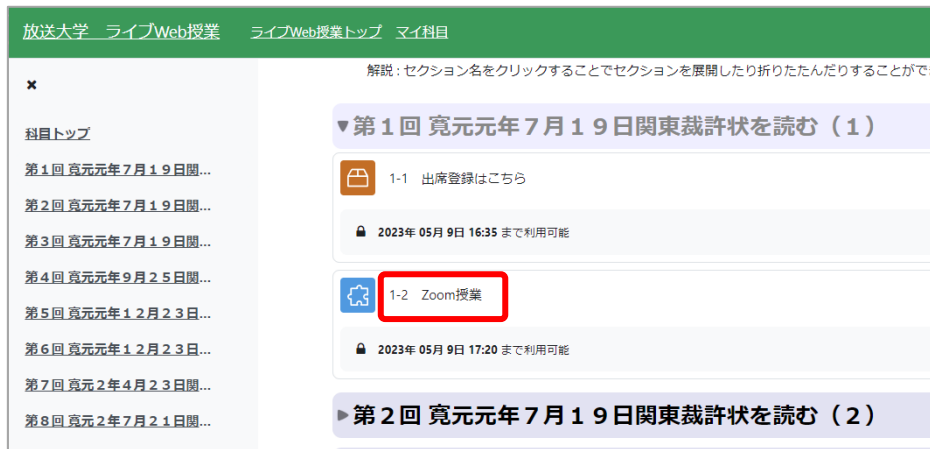 放送大学 ライブWeb授業 ライブWeb授業トップ マイ科目
解説 : セクション名をクリックすることでセクションを展開したり折りたたんだりすることがで
科目トップ
第１回 寛元元年７月１９日関...
第２回 寛元元年７月１９日関...
第３回 寛元元年７月１９日関...
第４回 寛元元年９月２５日関...
第５回 寛元元年１２月２３日...
第６回 寛元元年１２月２３日...
第７回 寛元２年４月２３日関...
第８回 寛元２年７月２１日関...
第１回 寛元元年７月１９日関東裁許状を読む（１）
1-1 出席登録はこちら
2023年 05月 9日 16:35 まで利用可能
1-2 Zoom授業
2023年 05月 9日 17:20 まで利用可能
第２回 寛元元年７月１９日関東裁許状を読む（２）